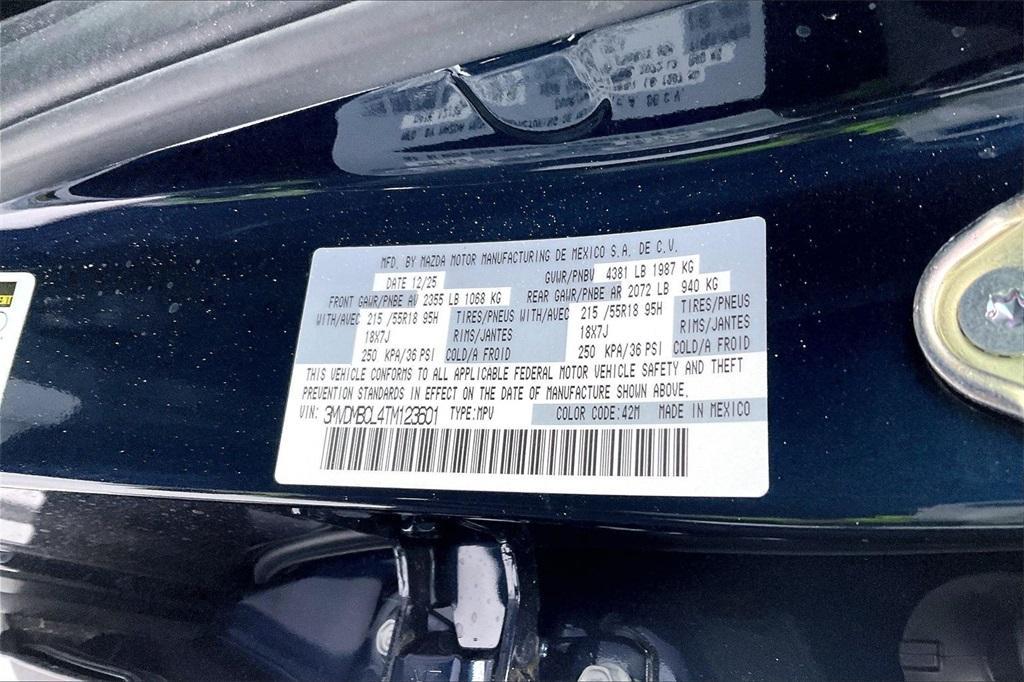 MFD. BY MAZDA MOTOR MANUFACTURING DE MEXICO S.A. DE C.V.
DATE 12/25 GVWR/PNBV 4381 LB 1987 KG
FRONT GAWR/PNBE AV 2355 LB 1068 KG REAR GAWR/PNBE AR 2072 LB 940 KG
WITH/AVEC 215 /55R18 95H TIRES/PNEUS WITH/AVEC 215 /55R18 95H TIRES/PNEUS
18X7J RIMS/JANTES 18X7J RIMS/JANTES
250 KPA/36 PSI COLD/A FROID 250 KPA/36 PSI COLD/A FROID
THIS VEHICLE CONFORMS TO ALL APPLICABLE FEDERAL MOTOR VEHICLE SAFETY AND THEFT
PREVENTION STANDARDS IN EFFECT ON THE DATE OF MANUFACTURE SHOWN ABOVE.
VIN: 3MVDMBCL4TM123601 TYPE:MPV COLOR CODE:42M MADE IN MEXICO